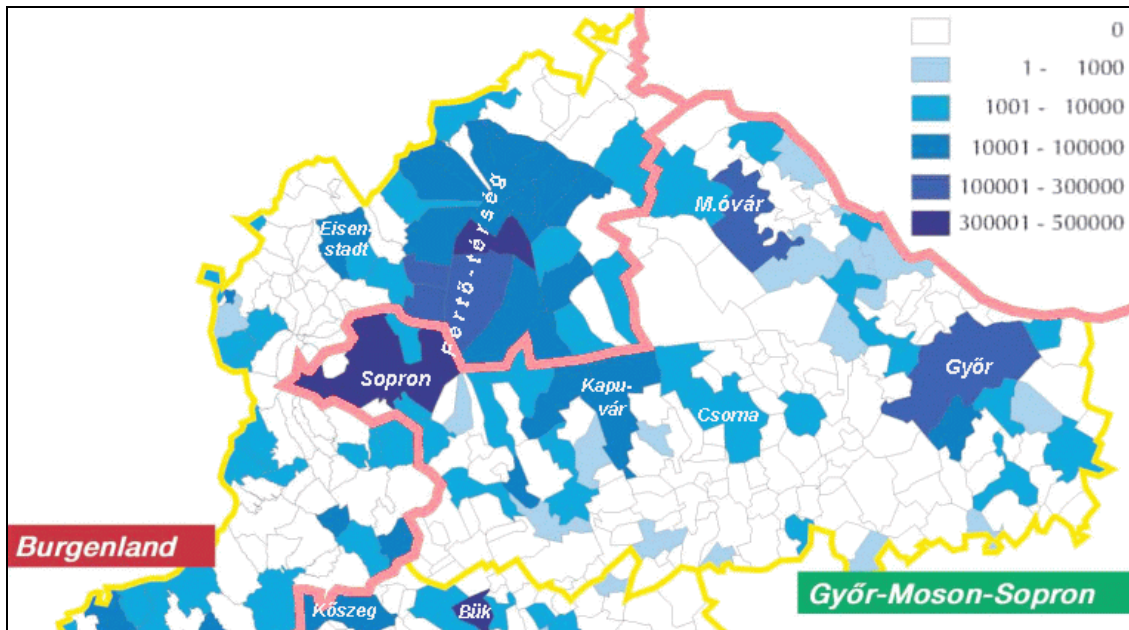 0
1 - 1000
1001 - 10000
10001 - 100000
100001 - 300000
300001 - 500000
M.óvár
Fertő-térség
Eisen-
stadt
Sopron
Kapu-
vár
Csorna
Győr
Burgenland
Győr-Moson-Sopron
Kőszeg
Bük